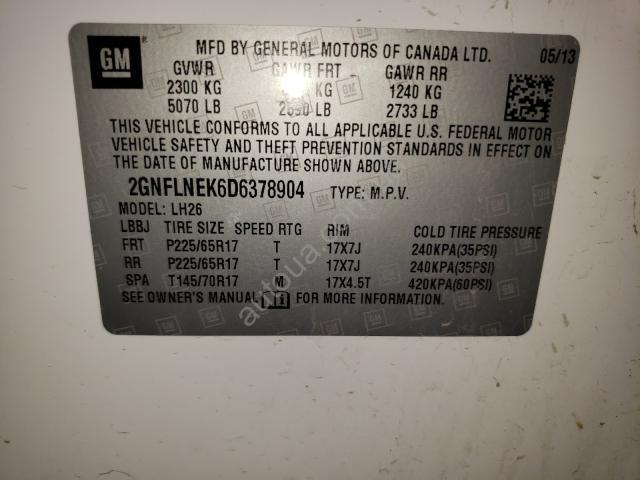 GM MFD BY GENERAL MOTORS OF CANADA LTD. 05/13
GVWR GAWR FRT GAWR RR
2300 KG KG 1240 KG
5070 LB LB 2733 LB
THIS VEHICLE CONFORMS TO ALL APPLICABLE U.S. FEDERAL MOTOR
VEHICLE SAFETY AND THEFT PREVENTION STANDARDS IN EFFECT ON
THE DATE OF MANUFACTURE SHOWN ABOVE.
2GNFLNEK6D6378904 TYPE: M.P.V.
MODEL: LH26
LBBJ TIRE SIZE SPEED RTG RIM COLD TIRE PRESSURE
FRT P225/65R17 T 17X7J 240KPA(35PSI)
RR P225/65R17 T 17X7J 240KPA(35PSI)
SPA T145/70R17 M 17X4.5T 420KPA(60PSI)
SEE OWNER'S MANUAL